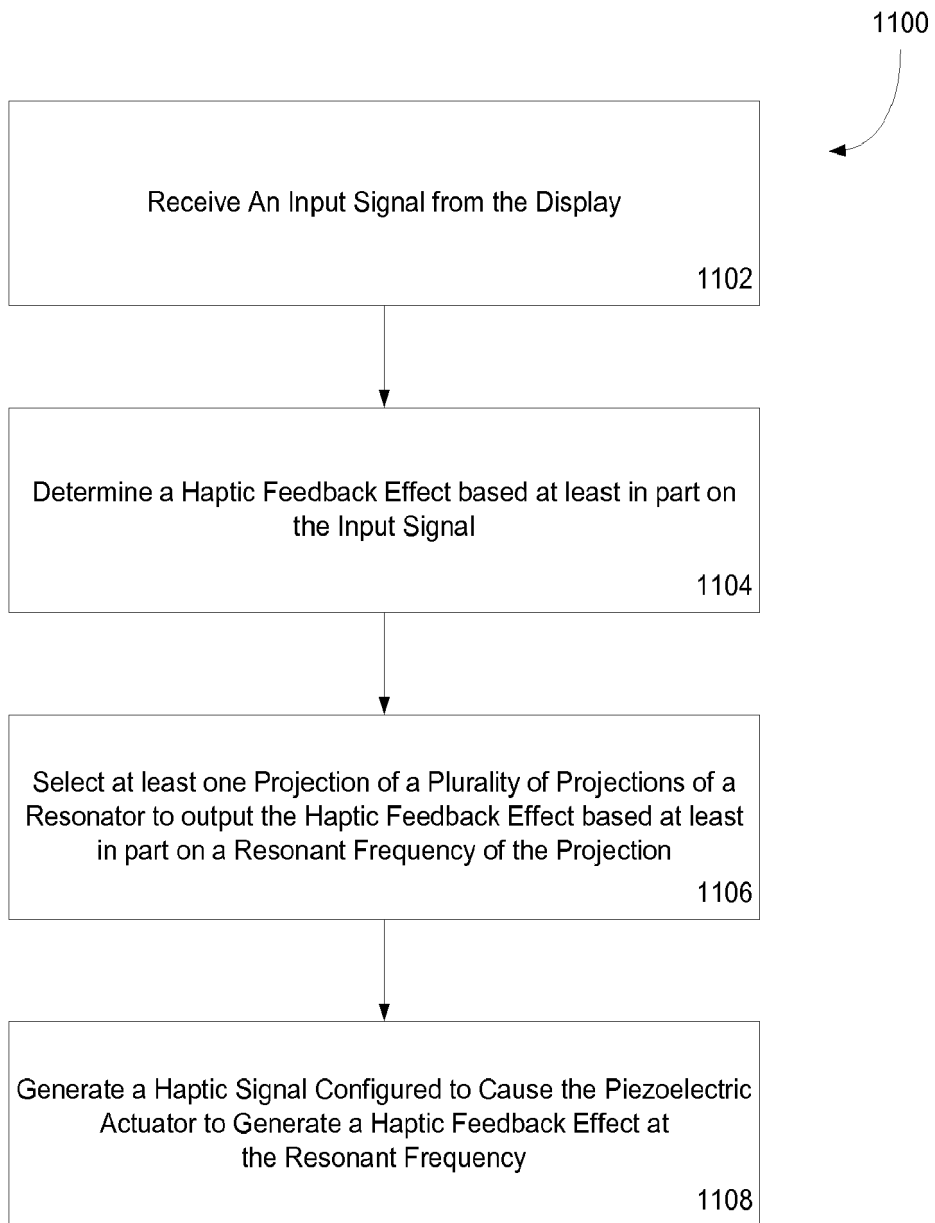 1100
Receive An Input Signal from the Display
1102
Determine a Haptic Feedback Effect based at least in part on
the Input Signal
1104
Select at least one Projection of a Plurality of Projections of a
Resonator to output the Haptic Feedback Effect based at least
in part on a Resonant Frequency of the Projection
1106
Generate a Haptic Signal Configured to Cause the Piezoelectric
Actuator to Generate a Haptic Feedback Effect at
the Resonant Frequency
1108